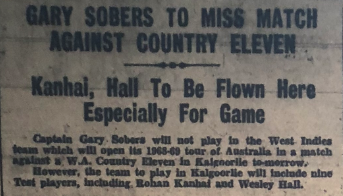 GARY SOBERS TO MISS MATCH
AGAINST COUNTRY ELEVEN
Kanhai, Hall To Be Flown Here
Especially For Game
Captain Gary Sobers will not play in the West Indies
team which will open its 1968-69 tour of Australia in a match
against a W.A. Country Eleven in Kalgoorlie to-morrow.
However, the team to play in Kalgoorlie will include nine
Test players, including Rohan Kanhai and Wesley Hall.